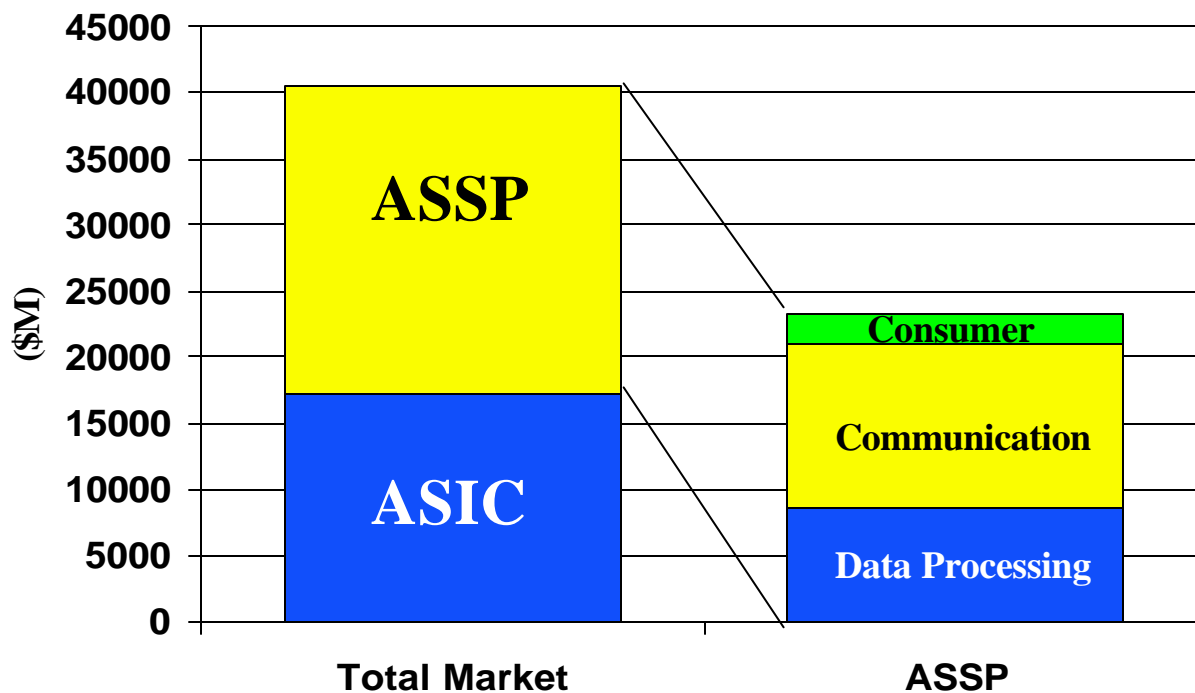 45000
40000
35000
30000
25000
20000
15000
10000
5000
0
($M)
ASSP
ASIC
Consumer
Communication
Data Processing
Total Market
ASSP